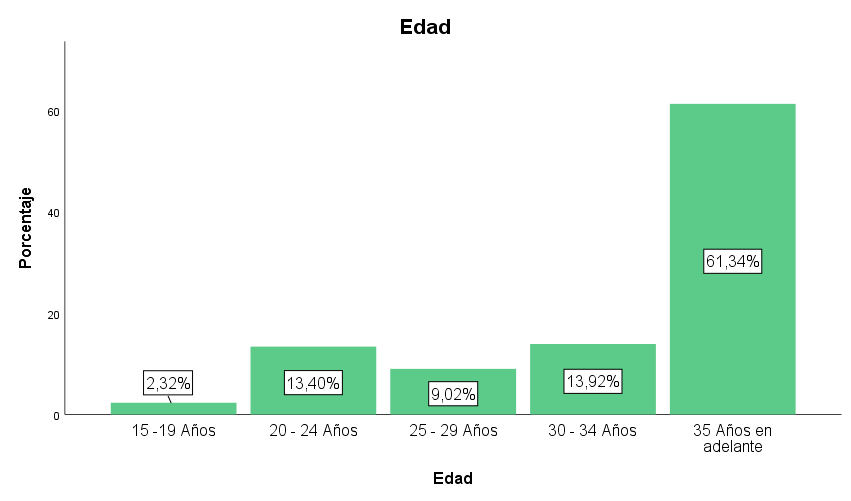 Edad
Porcentaje
60
40
20
0
2,32%
13,40%
9,02%
13,92%
61,34%
15 -19 Años
20 - 24 Años
25 - 29 Años
30 - 34 Años
35 Años en
adelante
Edad